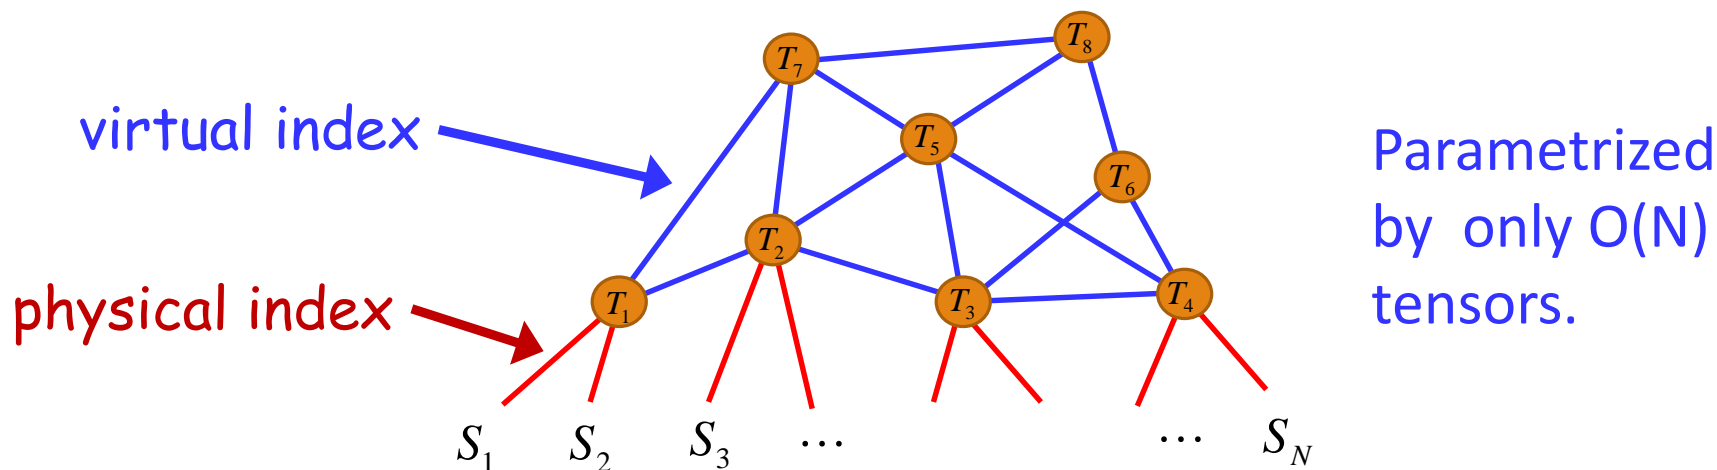 T₈
T₇
virtual index
T₅
Parametrized
T₆
by only O(N)
T₂
physical index
T₁
T₃
T₄
tensors.
S₁ S₂ S₃ ... ... S_N